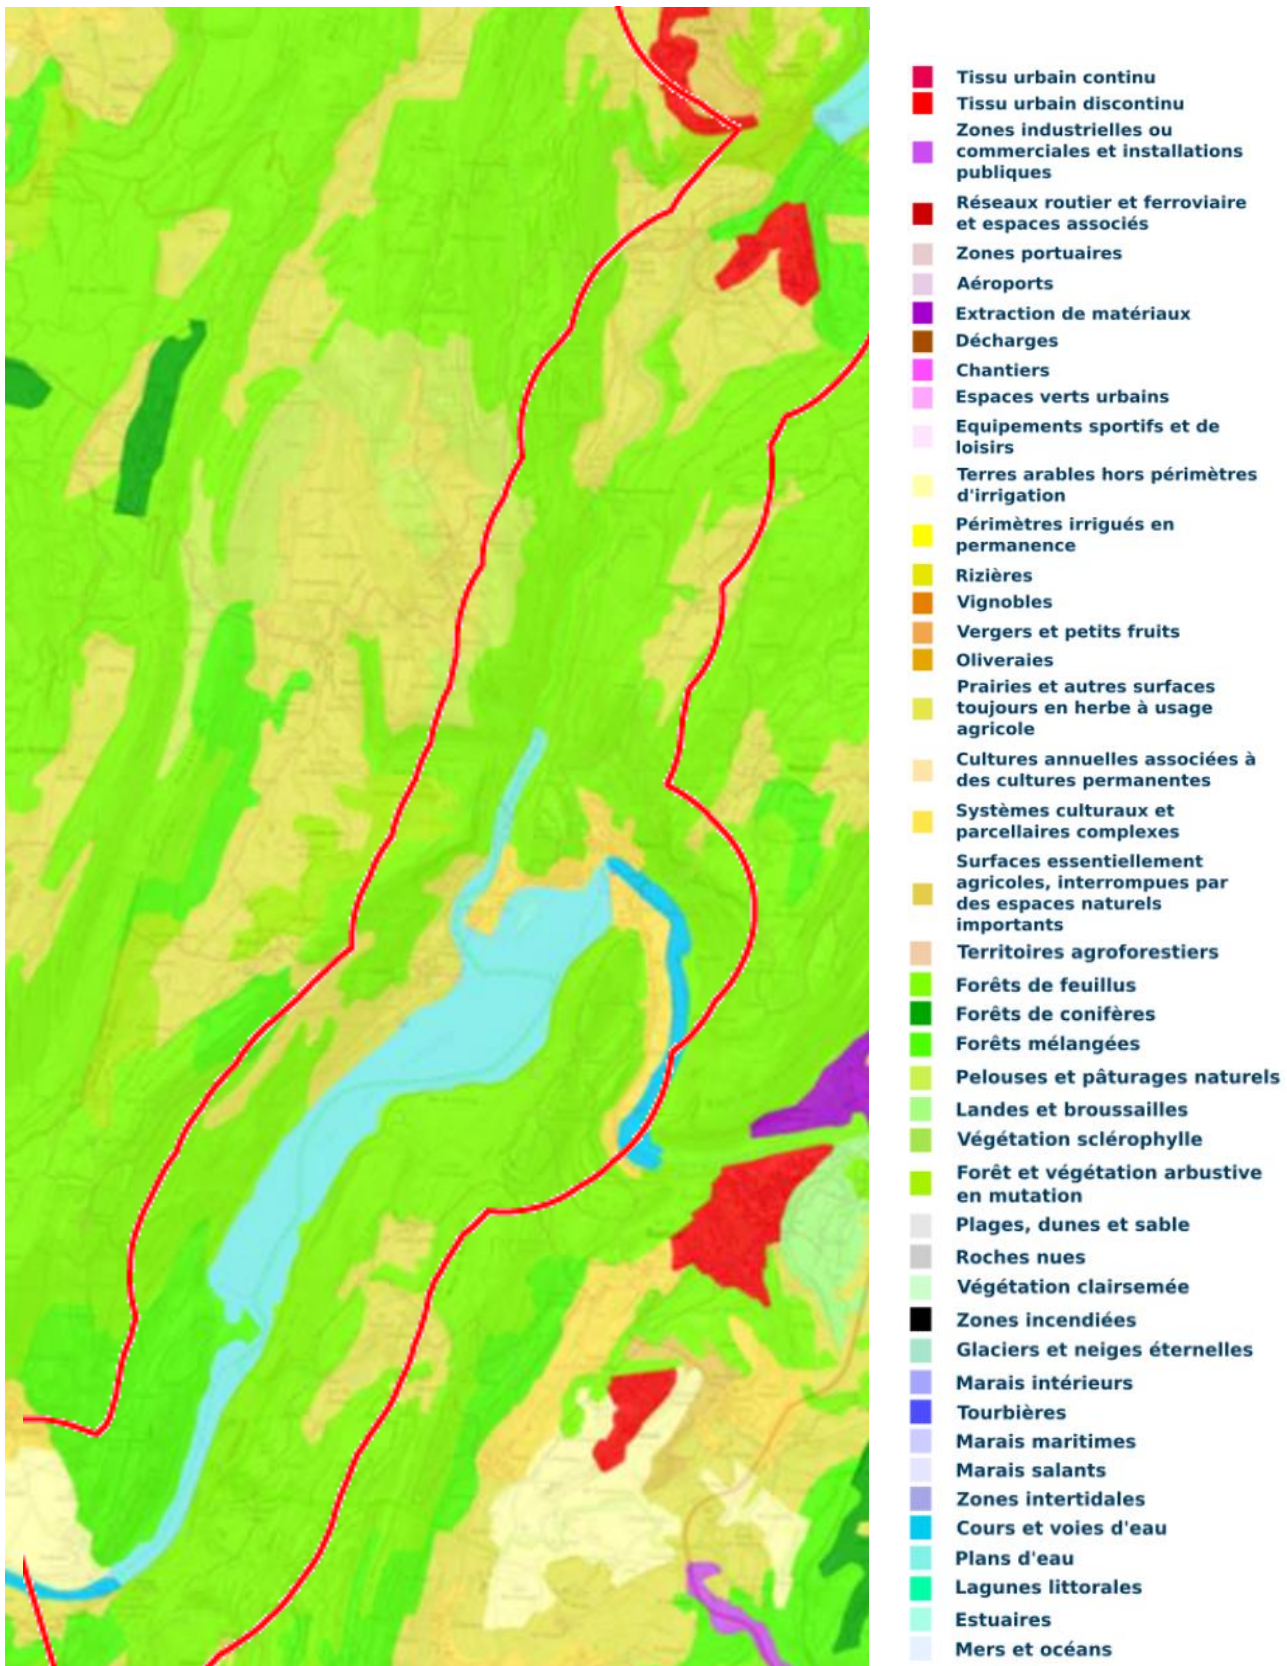 Tissu urbain continu
Tissu urbain discontinu
Zones industrielles ou
commerciales et installations
publiques
Réseaux routier et ferroviaire
et espaces associés
Zones portuaires
Aéroports
Extraction de matériaux
Décharges
Chantiers
Espaces verts urbains
Equipements sportifs et de
loisirs
Terres arables hors périmètres
d'irrigation
Périmètres irrigués en
permanence
Rizières
Vignobles
Vergers et petits fruits
Oliveraies
Prairies et autres surfaces
toujours en herbe à usage
agricole
Cultures annuelles associées à
des cultures permanentes
Systèmes culturaux et
parcellaires complexes
Surfaces essentiellement
agricoles, interrompues par
des espaces naturels
importants
Territoires agroforestiers
Forêts de feuillus
Forêts de conifères
Forêts mélangées
Pelouses et pâturages naturels
Landes et broussailles
Végétation sclérophylle
Forêt et végétation arbustive
en mutation
Plages, dunes et sable
Roches nues
Végétation clairsemée
Zones incendiées
Glaciers et neiges éternelles
Marais intérieurs
Tourbières
Marais maritimes
Marais salants
Zones intertidales
Cours et voies d'eau
Plans d'eau
Lagunes littorales
Estuaires
Mers et océans